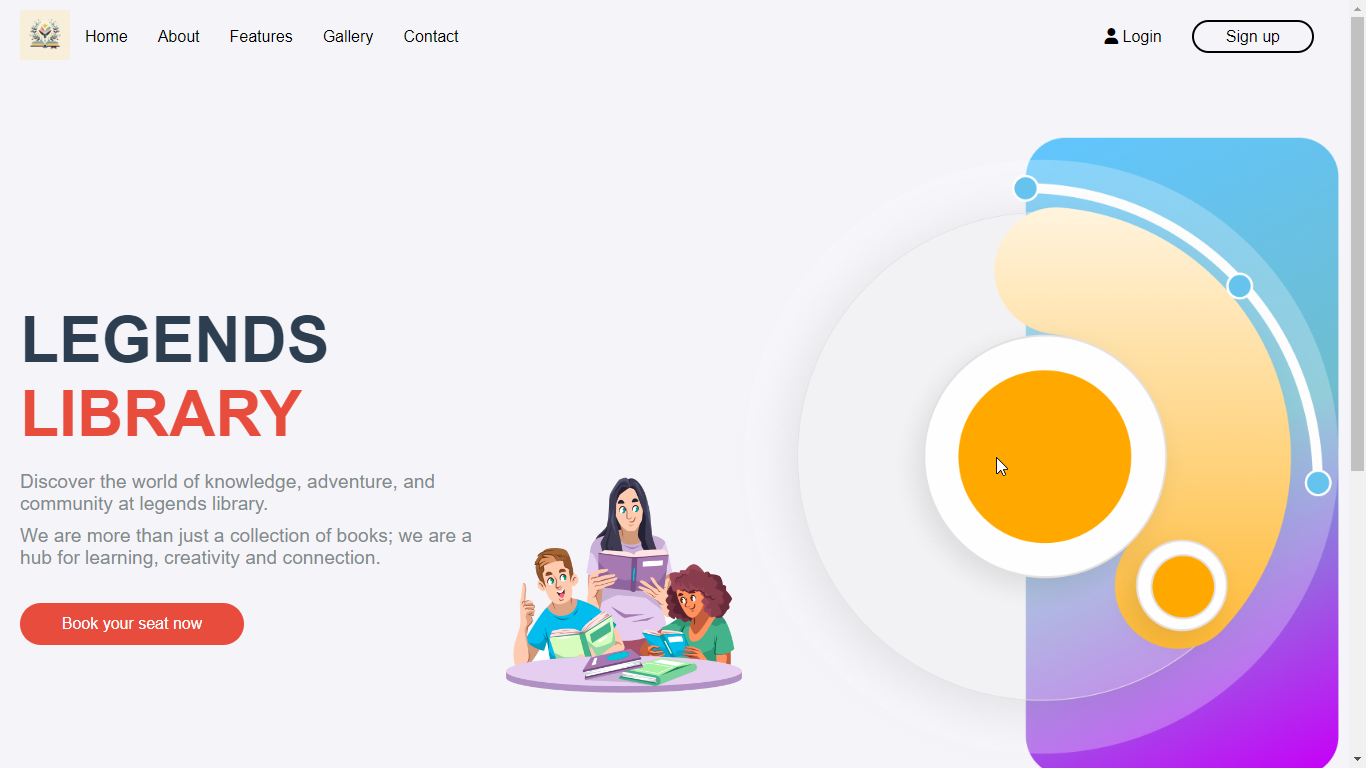 Home About Features Gallery Contact Login Sign up
LEGENDS
LIBRARY
Discover the world of knowledge, adventure, and
community at legends library.
We are more than just a collection of books; we are a
hub for learning, creativity and connection.
Book your seat now